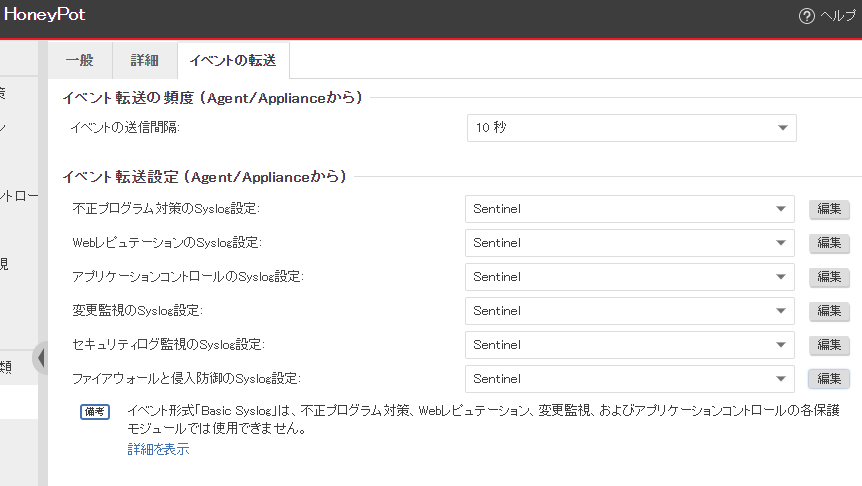 HoneyPot
ヘルプ
一般
詳細
イベントの転送
イベント転送の頻度 (Agent/Applianceから)
イベントの送信間隔:
10 秒
イベント転送設定 (Agent/Applianceから)
不正プログラム対策のSyslog設定:
Sentinel
編集
WebレピュテーションのSyslog設定:
Sentinel
編集
アプリケーションコントロールのSyslog設定:
Sentinel
編集
変更監視のSyslog設定:
Sentinel
編集
セキュリティログ監視のSyslog設定:
Sentinel
編集
ファイアウォールと侵入防御のSyslog設定:
Sentinel
編集
備考
イベント形式「Basic Syslog」は、不正プログラム対策、Webレピュテーション、変更監視、およびアプリケーションコントロールの各保護
モジュールでは使用できません。
詳細を表示
ントロー
視
類